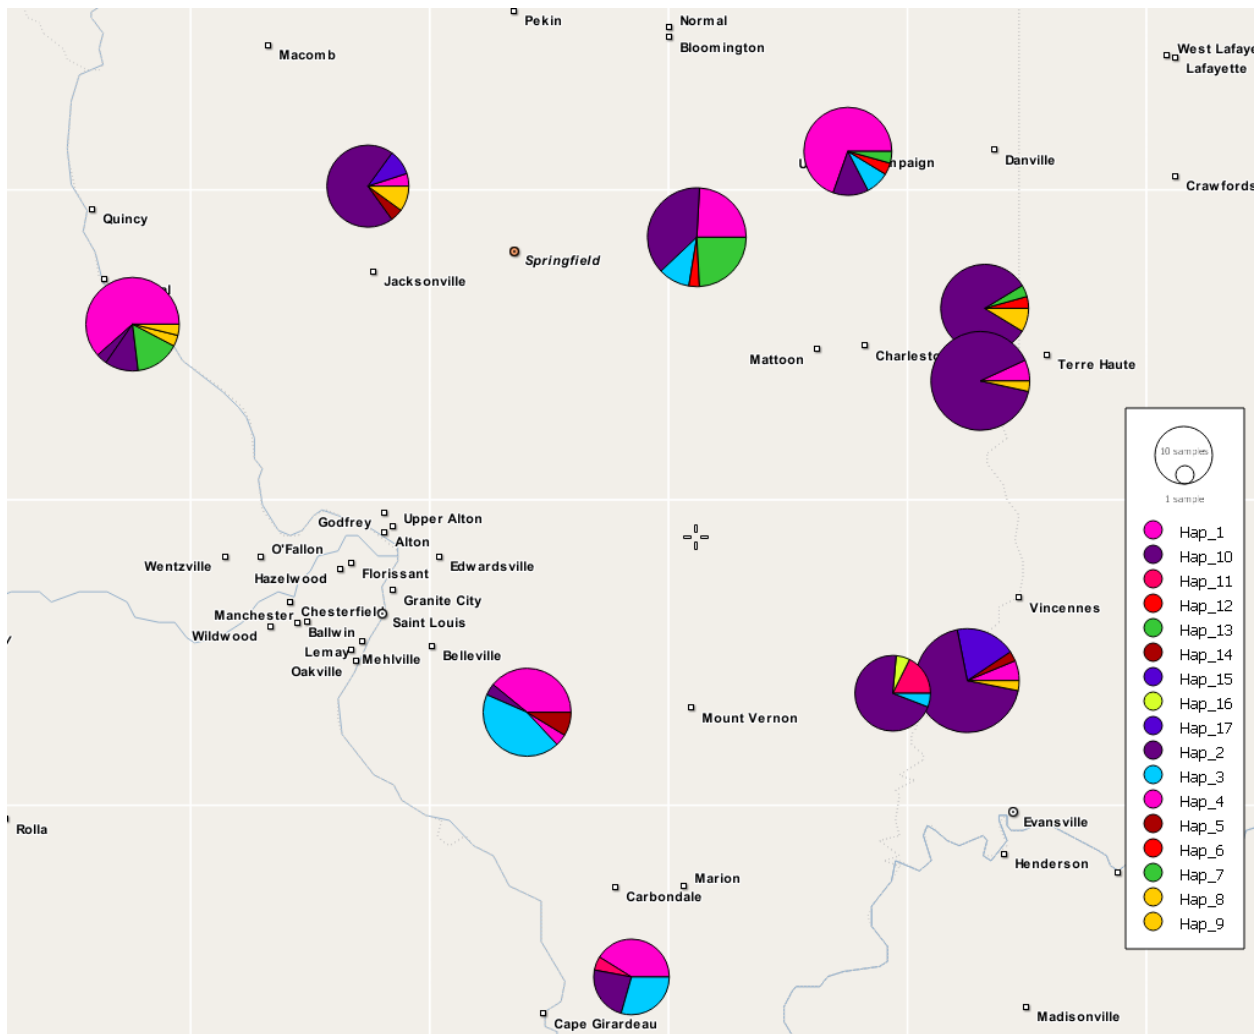 Pekin
Normal
Bloomington
Macomb
West Lafaye
Lafayette
Danville
Crawfords
Quincy
Springfield
Jacksonville
Mattoon
Charlesto
Terre Haute
Godfrey
Upper Alton
Alton
O'Fallon
Wentzville
Hazelwood
Florissant
Edwardsville
Granite City
Manchester
Chesterfield
Saint Louis
Wildwood
Ballwin
Lemay
Mehlville
Belleville
Oakville
Vincennes
Mount Vernon
Rolla
Evansville
Henderson
Marion
Carbondale
Cape Girardeau
Madisonville
10 samples
1 sample
Hap_1
Hap_10
Hap_11
Hap_12
Hap_13
Hap_14
Hap_15
Hap_16
Hap_17
Hap_2
Hap_3
Hap_4
Hap_5
Hap_6
Hap_7
Hap_8
Hap_9